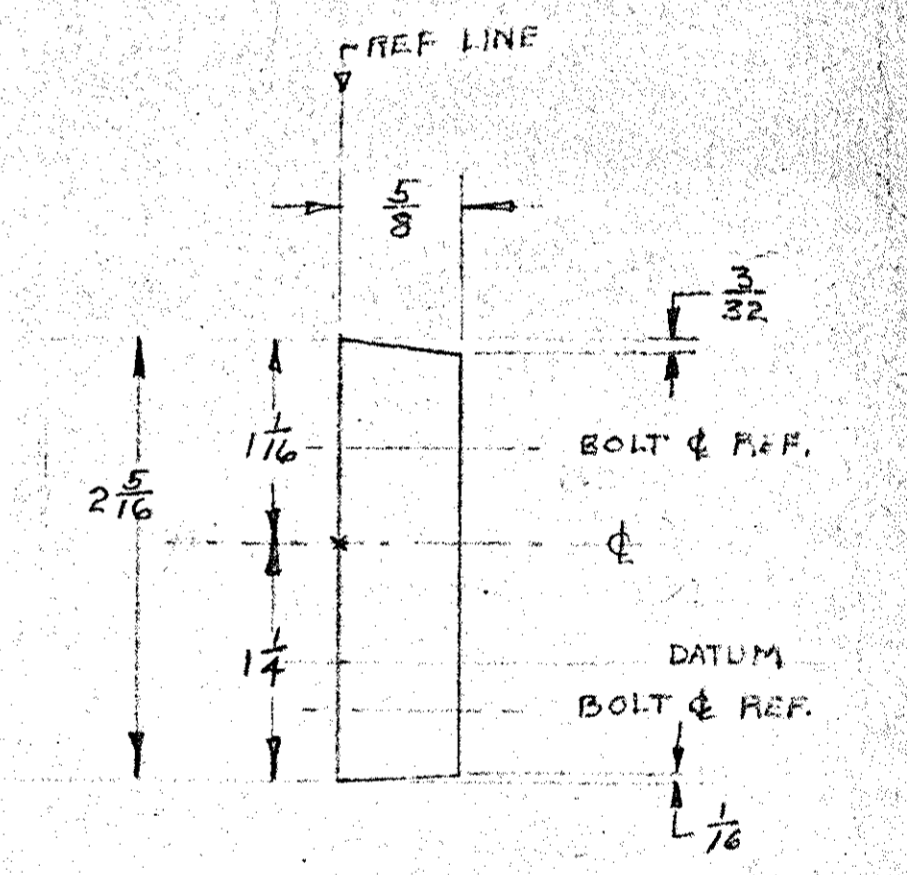 REF LINE
5/8
3/32
1 1/16
BOLT ℄ REF.
2 5/16
℄
1 1/4
DATUM
BOLT ℄ REF.
1/16